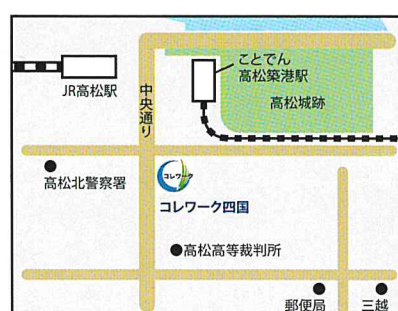 ことでん
高松築港駅
JR高松駅
高松城跡
中央通り
高松北警察署
コレワーク
コレワーク四国
高松高等裁判所
郵便局
三越